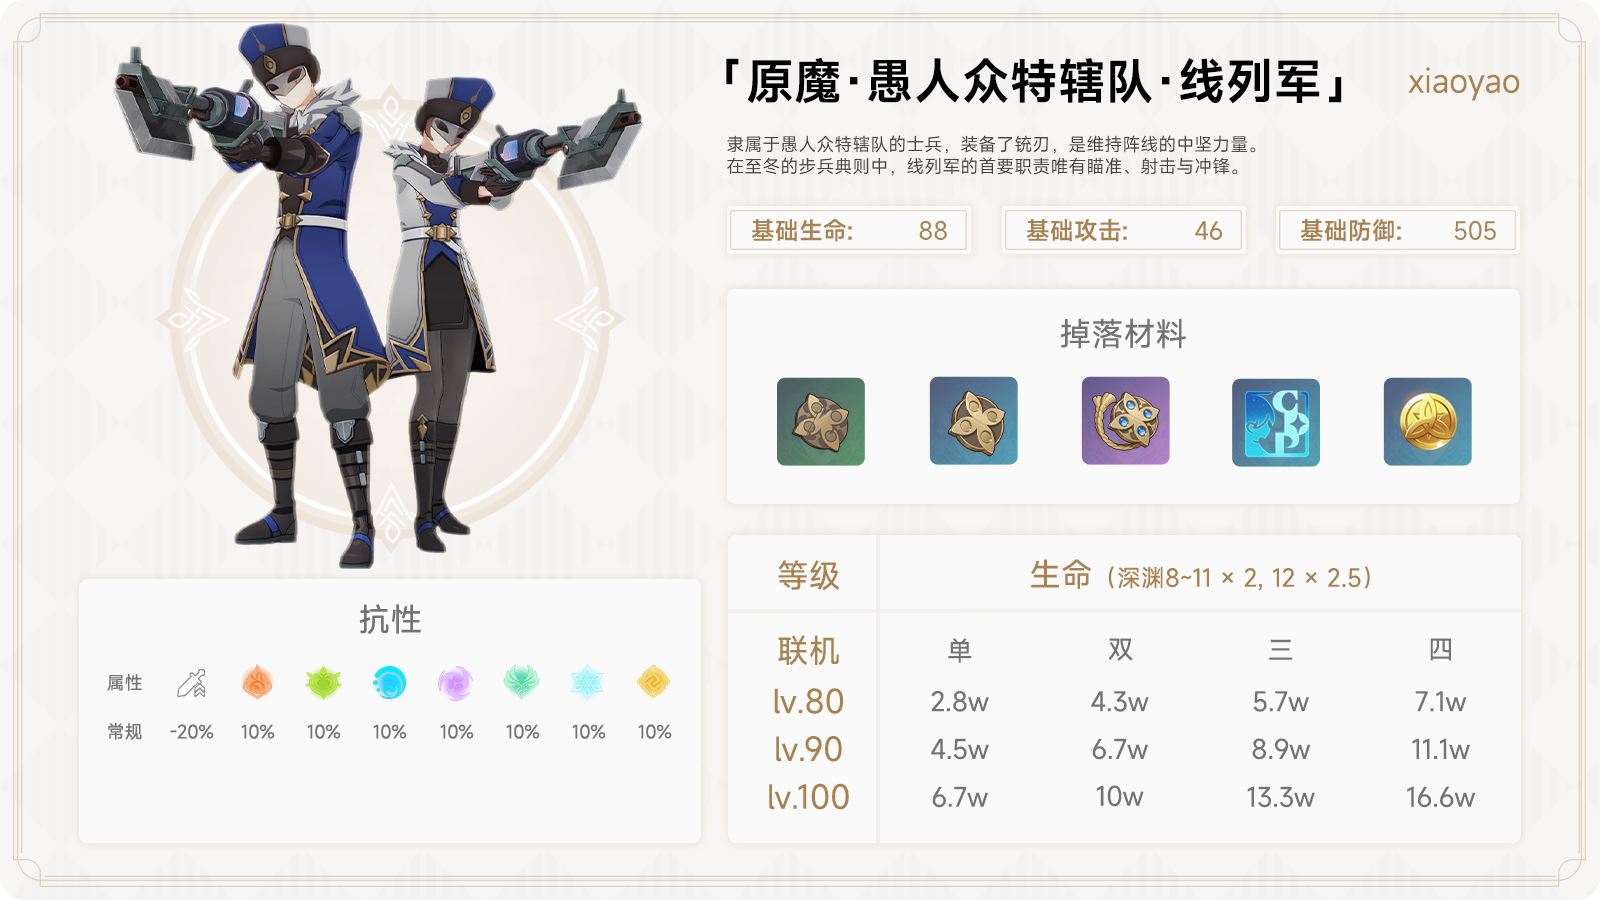 「原魔·愚人众特辖队·线列军」
xiaoyao
隶属于愚人众特辖队的士兵，装备了铳刃，是维持阵线的中坚力量。
在至冬的步兵典则中，线列军的首要职责唯有瞄准、射击与冲锋。
基础生命: 88
基础攻击: 46
基础防御: 505
掉落材料
抗性
属性
常规 -20% 10% 10% 10% 10% 10% 10% 10%
等级 生命（深渊8~11 × 2, 12 × 2.5）
联机 单 双 三 四
lv.80 2.8w 4.3w 5.7w 7.1w
lv.90 4.5w 6.7w 8.9w 11.1w
lv.100 6.7w 10w 13.3w 16.6w